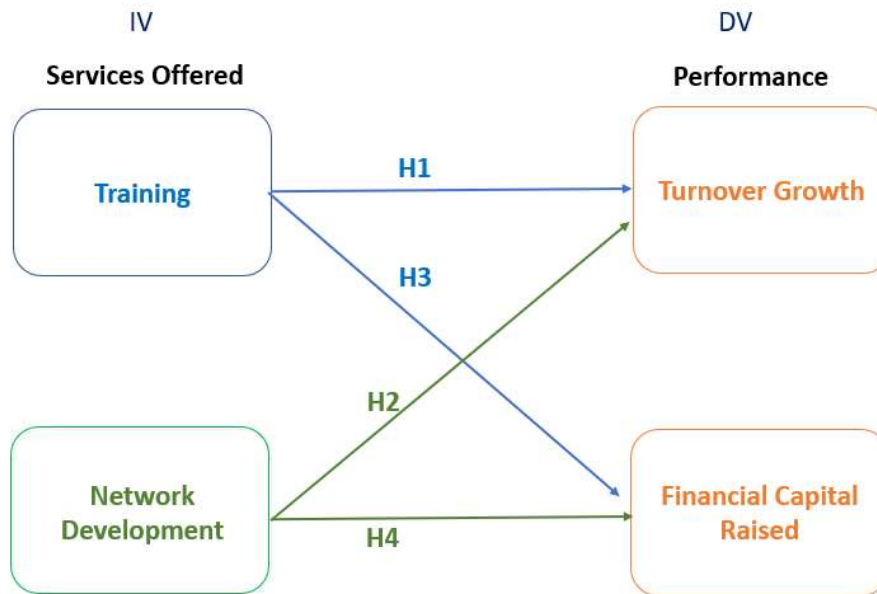 IV
DV
Services Offered
Performance
Training
H1
Turnover Growth
H3
H2
Network
Development
H4
Financial Capital
Raised